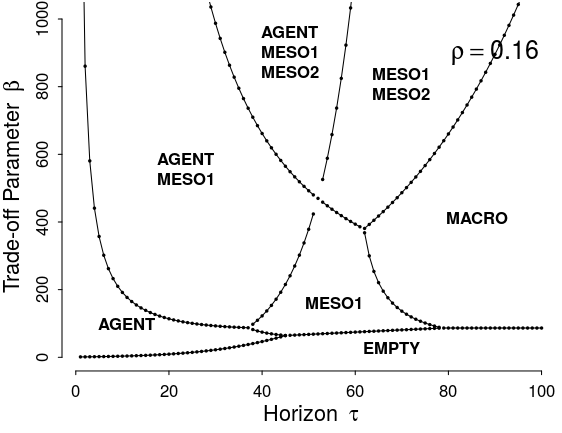 AGENT
MESO1
MESO2
MESO1
MESO2
ρ = 0.16
AGENT
MESO1
MACRO
MESO1
AGENT
EMPTY
Trade-off Parameter β
0
200
400
600
800
1000
0
20
40
60
80
100
Horizon τ